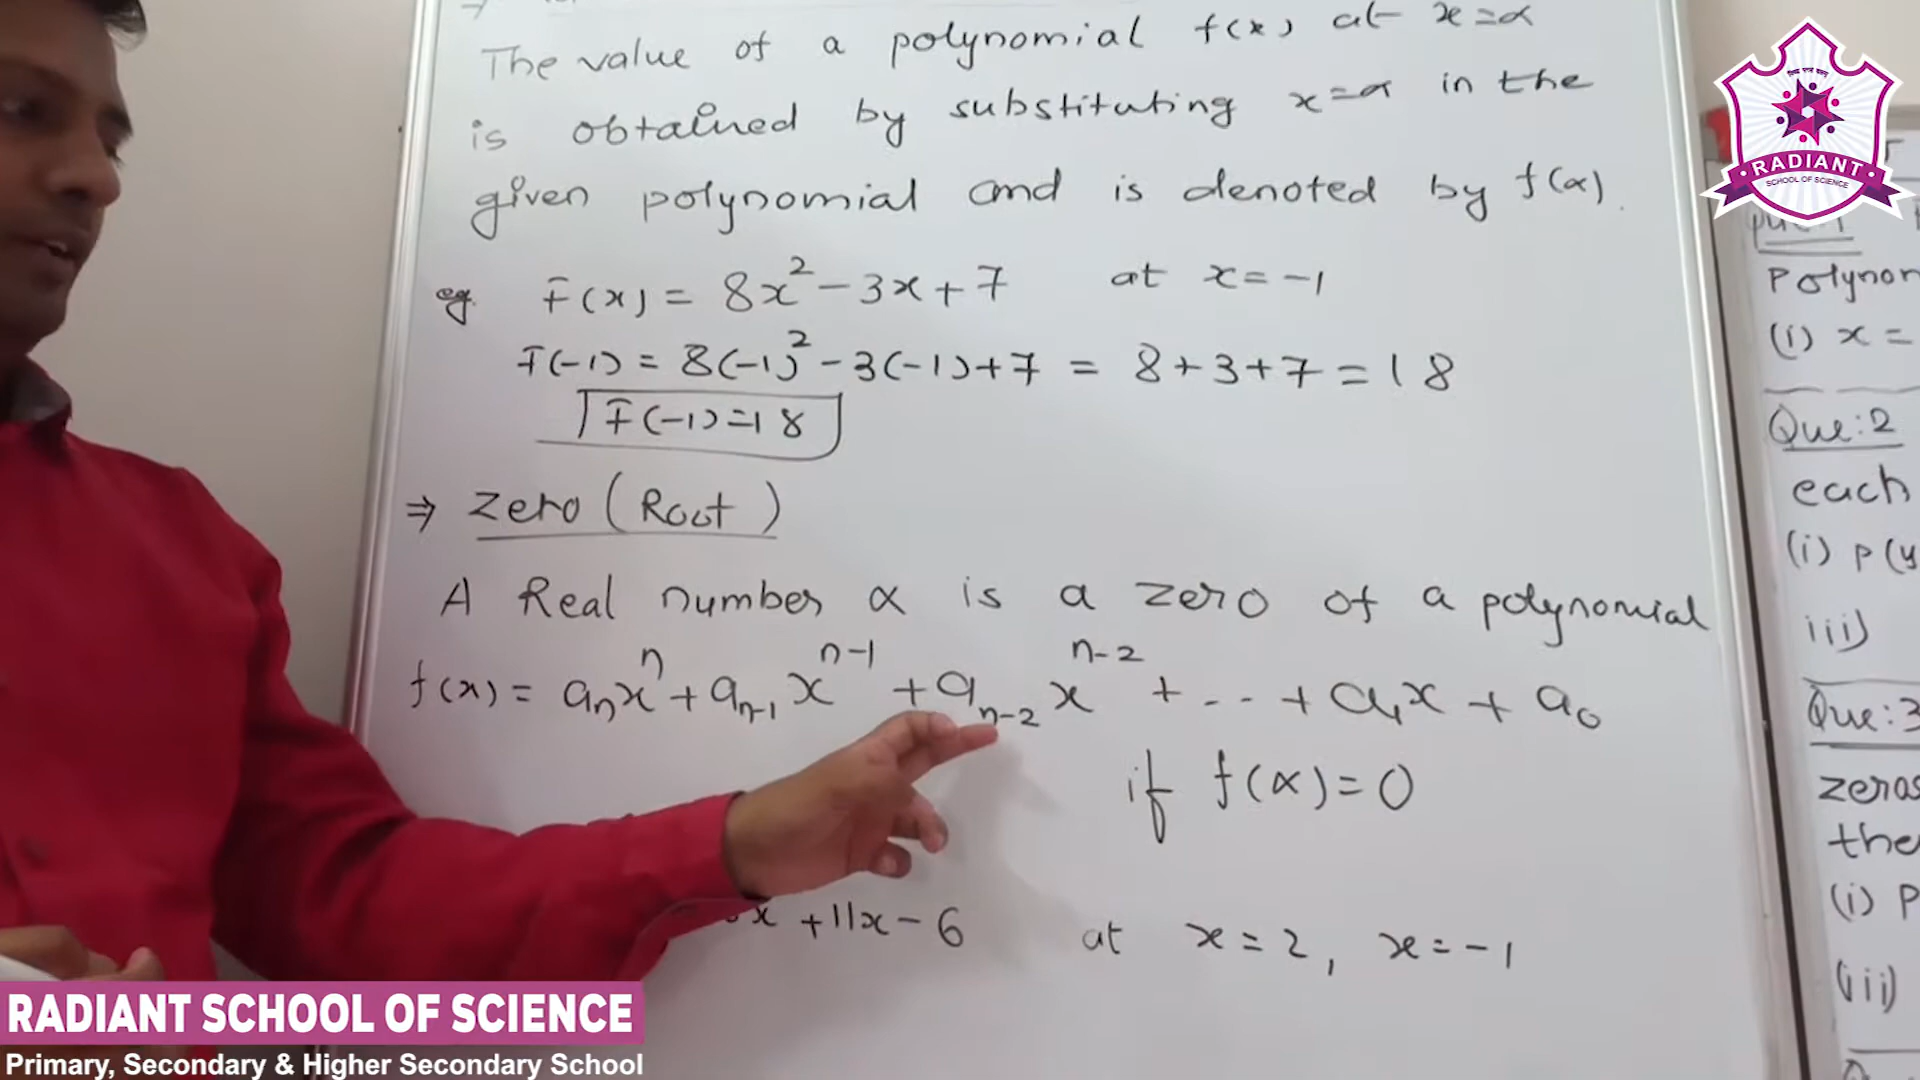 The value of a polynomial f(x) at x=α
is obtained by substituting x=α in the
given polynomial and is denoted by f(α).
eg. F(x) = 8x² - 3x + 7 at x = -1
F(-1) = 8(-1)² - 3(-1) + 7 = 8 + 3 + 7 = 18
F(-1) = 18
⇒ Zero (Root)
A Real number α is a zero of a polynomial
f(x) = aₙxⁿ + aₙ₋₁xⁿ⁻¹ + aₙ₋₂xⁿ⁻² + ... + a₁x + a₀
if f(α) = 0
x + 11x - 6 at x = 2, x = -1
(i) x =
Que:2
each
(i) p(y
iii)
Que:3
the
(i) P
(iii)
RADIANT
SCHOOL OF SCIENCE
RADIANT SCHOOL OF SCIENCE
Primary, Secondary & Higher Secondary School